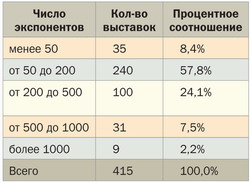 Число Кол-во Процентное
экспонентов выставок соотношение
менее 50 35 8,4%
от 50 до 200 240 57,8%
от 200 до 500 100 24,1%
от 500 до 1000 31 7,5%
более 1000 9 2,2%
Всего 415 100,0%